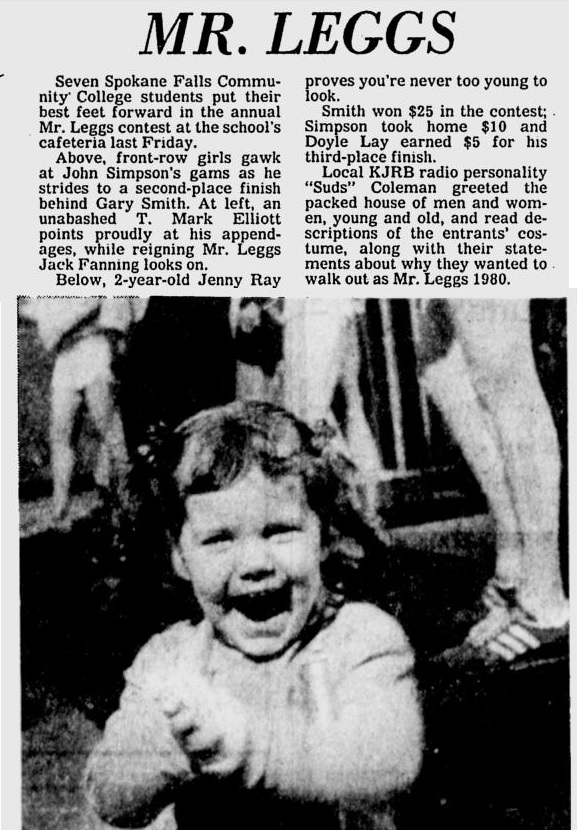 MR. LEGGS
Seven Spokane Falls Commu-
nity College students put their
best feet forward in the annual
Mr. Leggs contest at the school's
cafeteria last Friday.
Above, front-row girls gawk
at John Simpson's gams as he
strides to a second-place finish
behind Gary Smith. At left, an
unabashed T. Mark Elliott
points proudly at his append-
ages, while reigning Mr. Leggs
Jack Fanning looks on.
Below, 2-year-old Jenny Ray
proves you're never too young to
look.
Smith won $25 in the contest;
Simpson took home $10 and
Doyle Lay earned $5 for his
third-place finish.
Local KJRB radio personality
"Suds" Coleman greeted the
packed house of men and wom-
en, young and old, and read de-
scriptions of the entrants' cos-
tume, along with their state-
ments about why they wanted to
walk out as Mr. Leggs 1980.